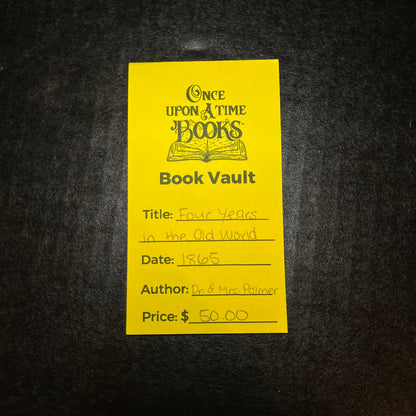 Once
upon A Time
Books
Book Vault
Title: Four Years
in the Old World
Date: 1865
Author: Dr. & Mrs. Palmer
Price: $ 50.00